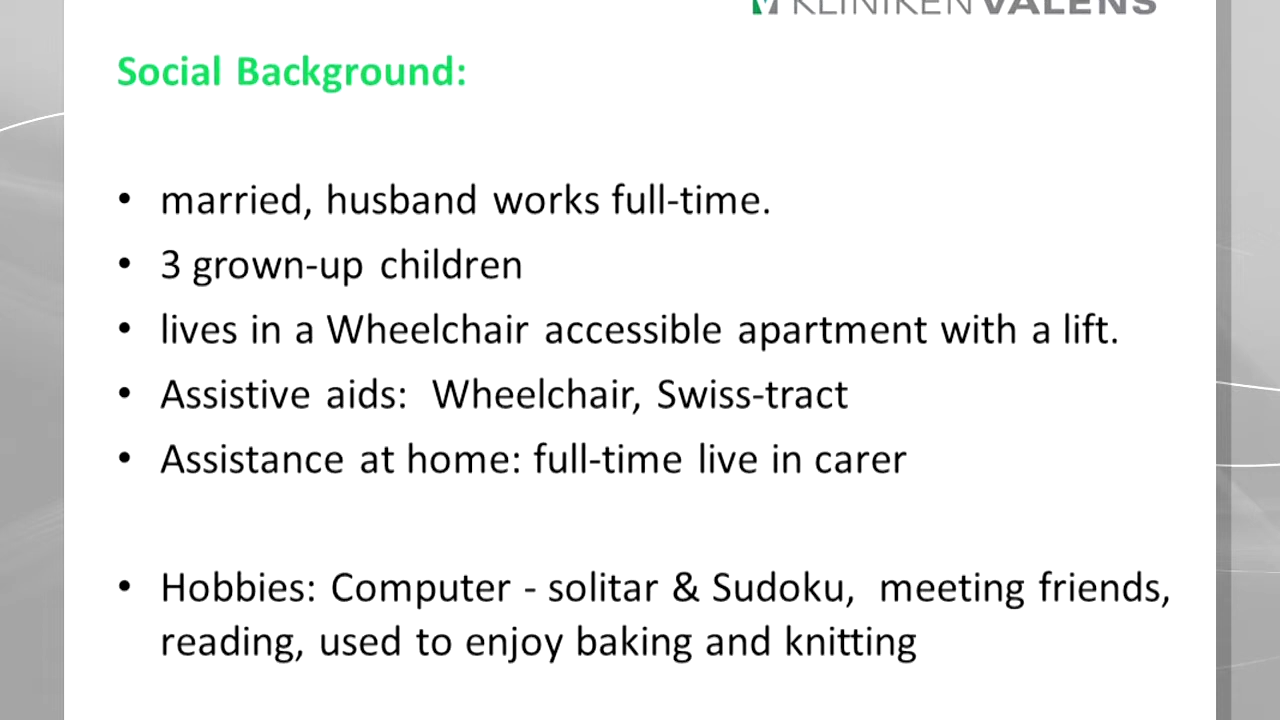 KLINIKEN VALENS
Social Background:
• married, husband works full-time.
• 3 grown-up children
• lives in a Wheelchair accessible apartment with a lift.
• Assistive aids: Wheelchair, Swiss-tract
• Assistance at home: full-time live in carer
• Hobbies: Computer - solitar & Sudoku, meeting friends,
reading, used to enjoy baking and knitting